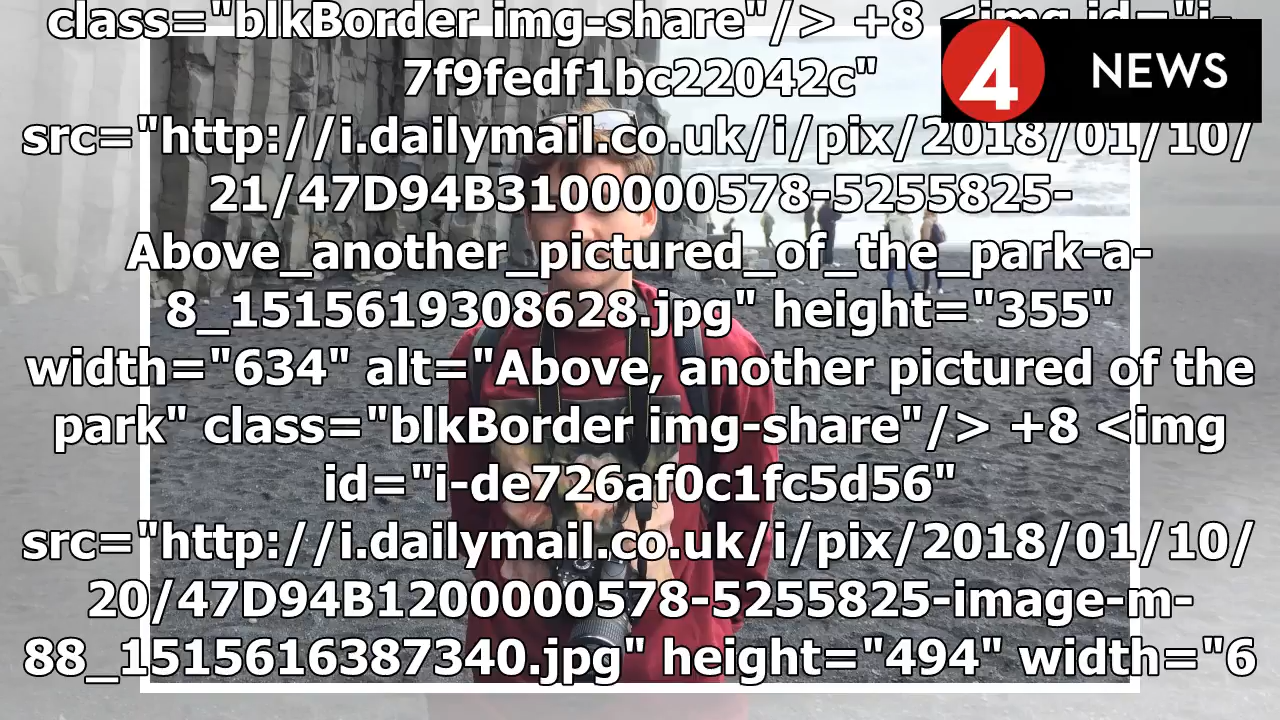 class="blkBorder img-share"/> +8 <img id="i-
7f9fedf1bc22042c"
4 NEWS
src="http://i.dailymail.co.uk/i/pix/2018/01/10/
21/47D94B3100000578-5255825-
Above_another_pictured_of_the_park-a-
8_1515619308628.jpg" height="355"
width="634" alt="Above, another pictured of the
park" class="blkBorder img-share"/> +8 <img
id="i-de726af0c1fc5d56"
src="http://i.dailymail.co.uk/i/pix/2018/01/10/
20/47D94B1200000578-5255825-image-m-
88_1515616387340.jpg" height="494" width="6